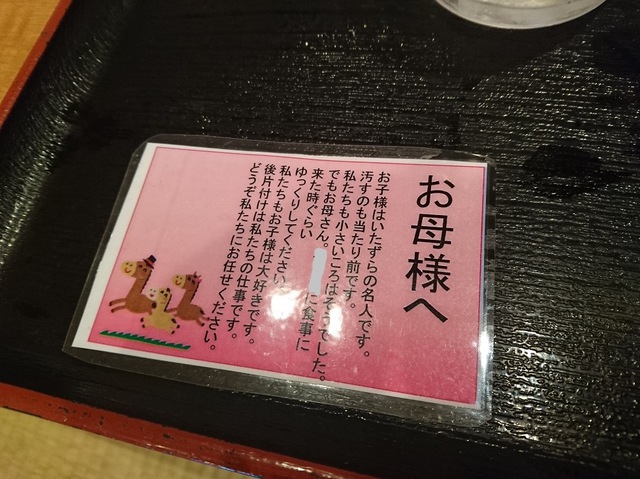 お母様へ
お子様はいたずらの名人です。
汚すのも当たり前です。
私たちも小さいころはそうでした。
でもお母さん。に食事に
来た時ぐらい
ゆっくりしてください
私たちもお子様は大好きです。
後片付けは私たちの仕事です。
どうぞ私たちにお任せください。